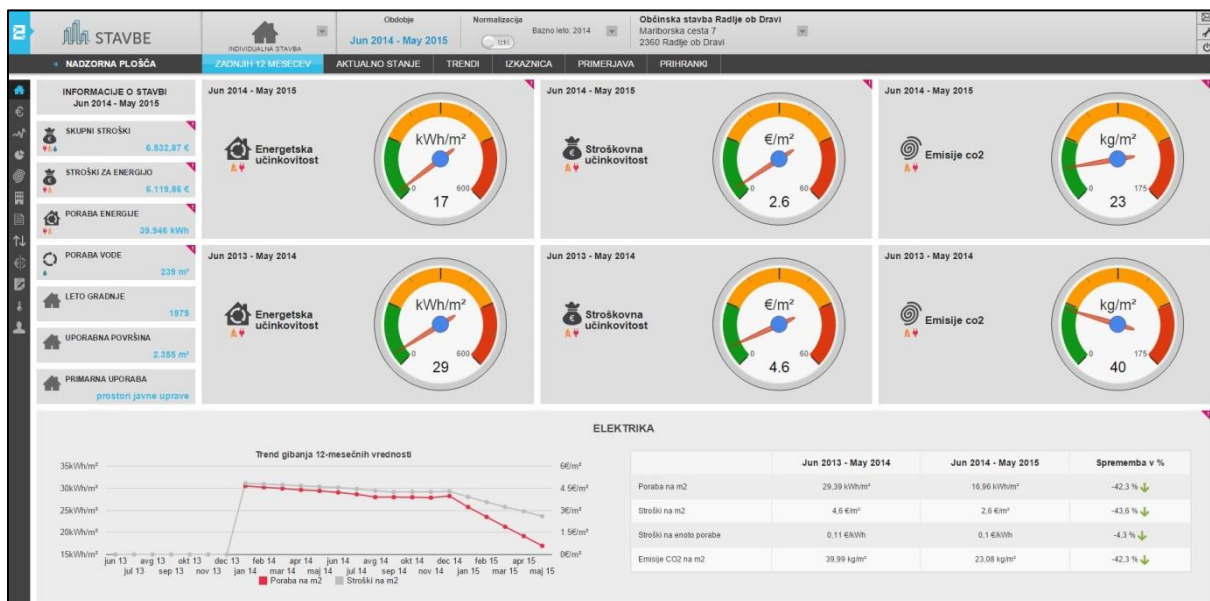 STAVBE
INDIVIDUALNA STAVBA
Obdobje
Jun 2014 - May 2015
Normalizacija
Izkl
Bazno leto: 2014
Občinska stavba Radlje ob Dravi
Mariborska cesta 7
2360 Radlje ob Dravi
NADZORNA PLOŠČA
ZADNJIH 12 MESECEV
AKTUALNO STANJE
TRENDI
IZKAZNICA
PRIMERJAVA
PRIHRANKI
INFORMACIJE O STAVBI
Jun 2014 - May 2015
SKUPNI STROŠKI
6.532,87 €
STROŠKI ZA ENERGIJO
6.119,86 €
PORABA ENERGIJE
39.946 kWh
PORABA VODE
239 m³
LETO GRADNJE
1979
UPORABNA POVRŠINA
2.355 m²
PRIMARNA UPORABA
prostori javne uprave
Jun 2014 - May 2015
Energetska
učinkovitost
kWh/m²
0
600
17
Jun 2014 - May 2015
Stroškovna
učinkovitost
€/m²
0
60
2.6
Jun 2014 - May 2015
Emisije co2
kg/m²
0
175
23
Jun 2013 - May 2014
Energetska
učinkovitost
kWh/m²
0
600
29
Jun 2013 - May 2014
Stroškovna
učinkovitost
€/m²
0
60
4.6
Jun 2013 - May 2014
Emisije co2
kg/m²
0
175
40
ELEKTRIKA
Trend gibanja 12-mesečnih vrednosti
35kWh/m² 6€/m²
30kWh/m² 4.5€/m²
25kWh/m² 3€/m²
20kWh/m² 1.5€/m²
15kWh/m² 0€/m²
jun 13 avg 13 okt 13 dec 13 feb 14 apr 14 jun 14 avg 14 okt 14 dec 14 feb 15 apr 15
jul 13 sep 13 nov 13 jan 14 mar 14 maj 14 jul 14 sep 14 nov 14 jan 15 mar 15 maj 15
Poraba na m2 Stroški na m2
Jun 2013 - May 2014 Jun 2014 - May 2015 Sprememba v %
Poraba na m2 29,39 kWh/m² 16,96 kWh/m² -42,3 %
Stroški na m2 4,6 €/m² 2,6 €/m² -43,6 %
Stroški na enoto porabe 0,11 €/kWh 0,1 €/kWh -4,3 %
Emisije CO2 na m2 39,99 kg/m² 23,08 kg/m² -42,3 %